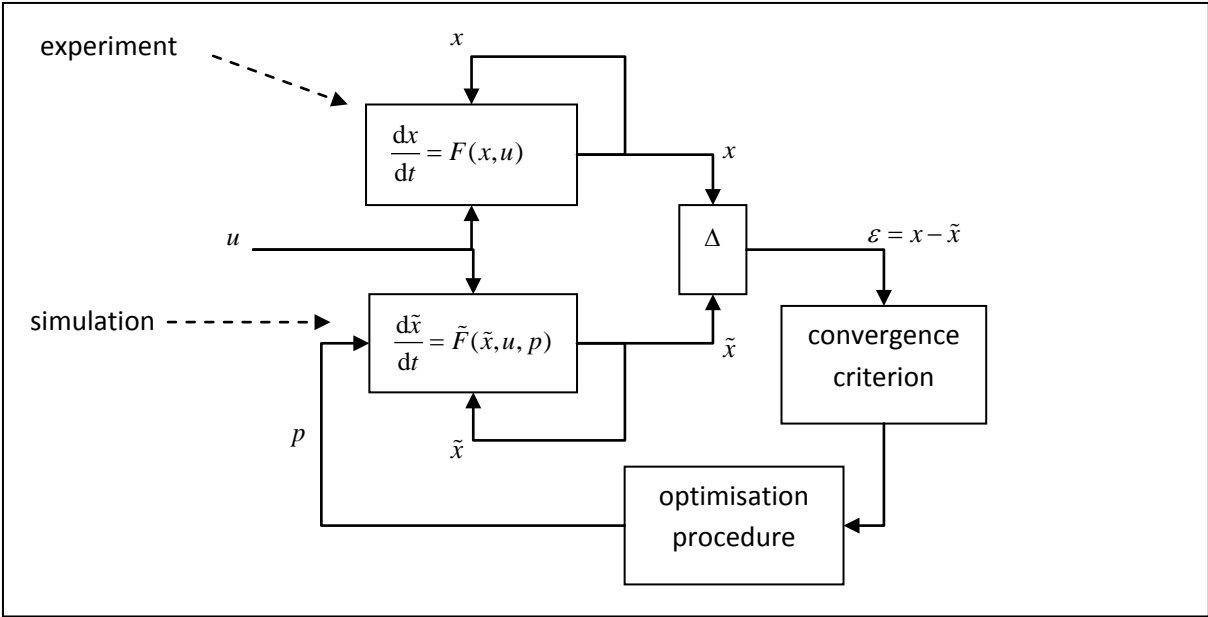 experiment
x
dx/dt = F(x,u)
x
u
Δ
ε = x − x̃
simulation
dx̃/dt = F̃(x̃,u, p)
x̃
convergence
criterion
p
x̃
optimisation
procedure